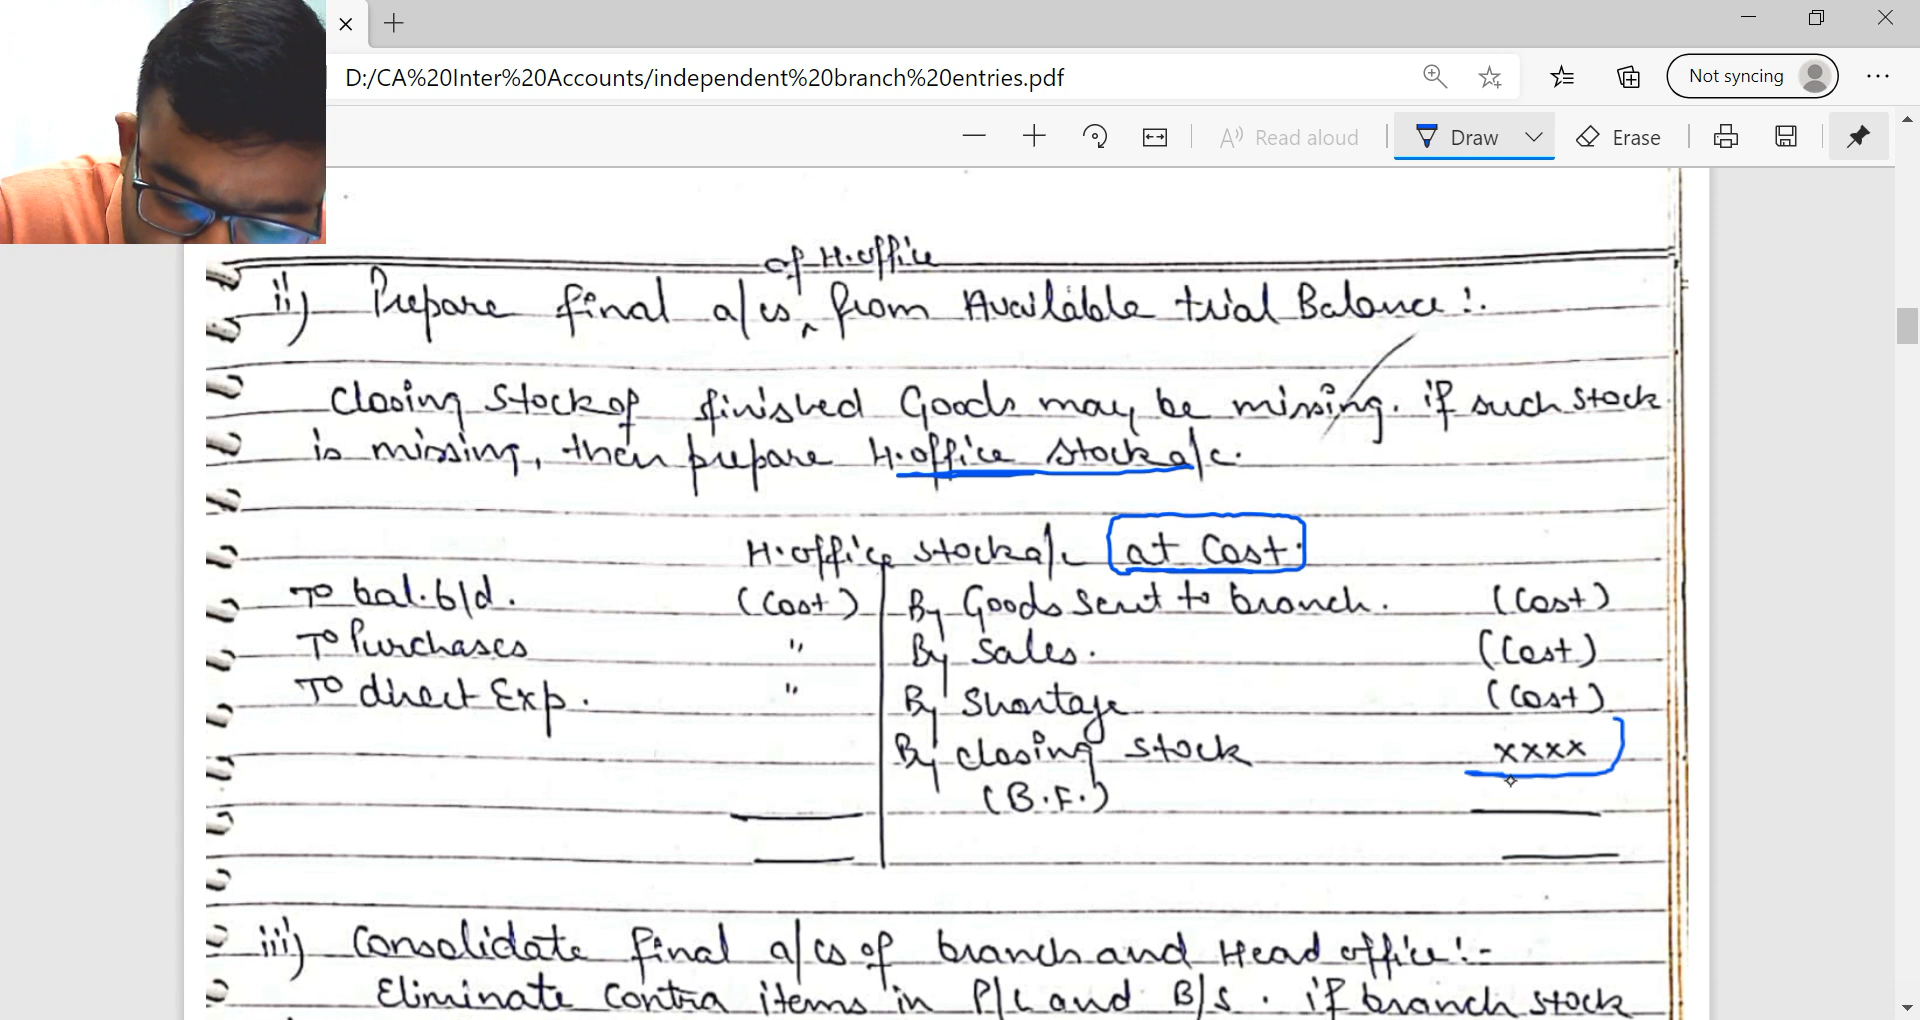 D:/CA%20Inter%20Accounts/independent%20branch%20entries.pdf
Not syncing
Read aloud
Draw
Erase
of H.office
ii) Prepare final a/cs from Available trial Balance :.
closing stock of finished Goods may be missing. if such stock
is missing, then prepare H.office stock a/c.
H.office stock a/c at Cost.
To bal. b/d. (Cost) By Goods Sent to branch. (Cost)
To Purchases " By Sales. (Cost)
To direct Exp. " By Shortage (Cost)
By closing stock xxxx
(B.F.)
iii) Consolidate final a/cs of branch and Head office :-
Eliminate Contra items in P/L and B/S. if branch stock